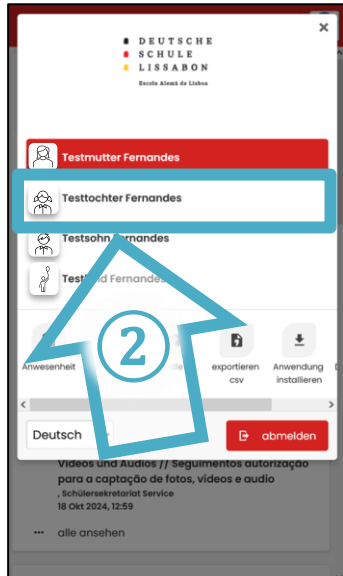 ×
DEUTSCHE
SCHULE
LISSABON
Escola Alemã de Lisboa
Testmutter Fernandes
Testtochter Fernandes
Testsohn Fernandes
Fernandes
2
Anwesenheit
exportieren
csv
Anwendung
installieren
Deutsch
abmelden
Videos und Audios // Seguimentos autorização
para a captação de fotos, vídeos e audio
, Schülersekretariat Service
18 Okt 2024, 12:59
alle ansehen